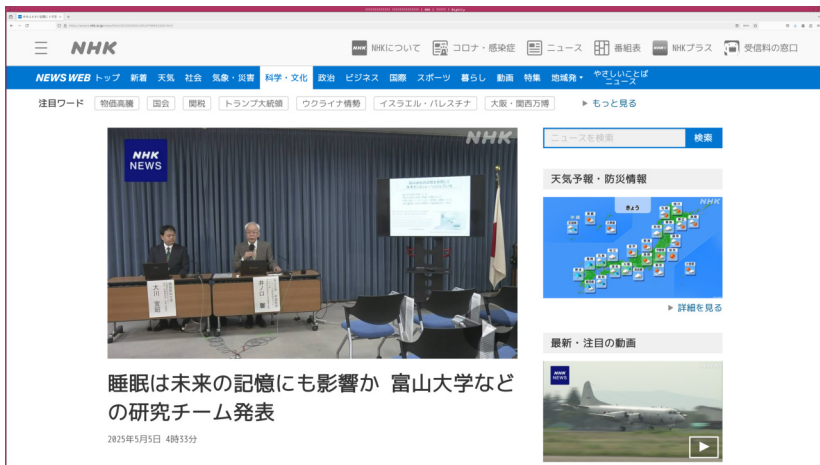 NHK
NHKについて
コロナ・感染症
ニュース
番組表
NHKプラス
受信料の窓口
NEWS WEB トップ 新着 天気 社会 気象・災害 科学・文化 政治 ビジネス 国際 スポーツ 暮らし 動画 特集 地域発 やさしいことばニュース
注目ワード 物価高騰 国会 関税 トランプ大統領 ウクライナ情勢 イスラエル・パレスチナ 大阪・関西万博 ▶ もっと見る
NHK
NHK
NEWS
大川 宜昭
井ノ口 馨
ニュースを検索
検索
天気予報・防災情報
きょう
NHK
▶ 詳細を見る
最新・注目の動画
NHK
NEWS
睡眠は未来の記憶にも影響か 富山大学など
の研究チーム発表
2025年5月5日 4時33分